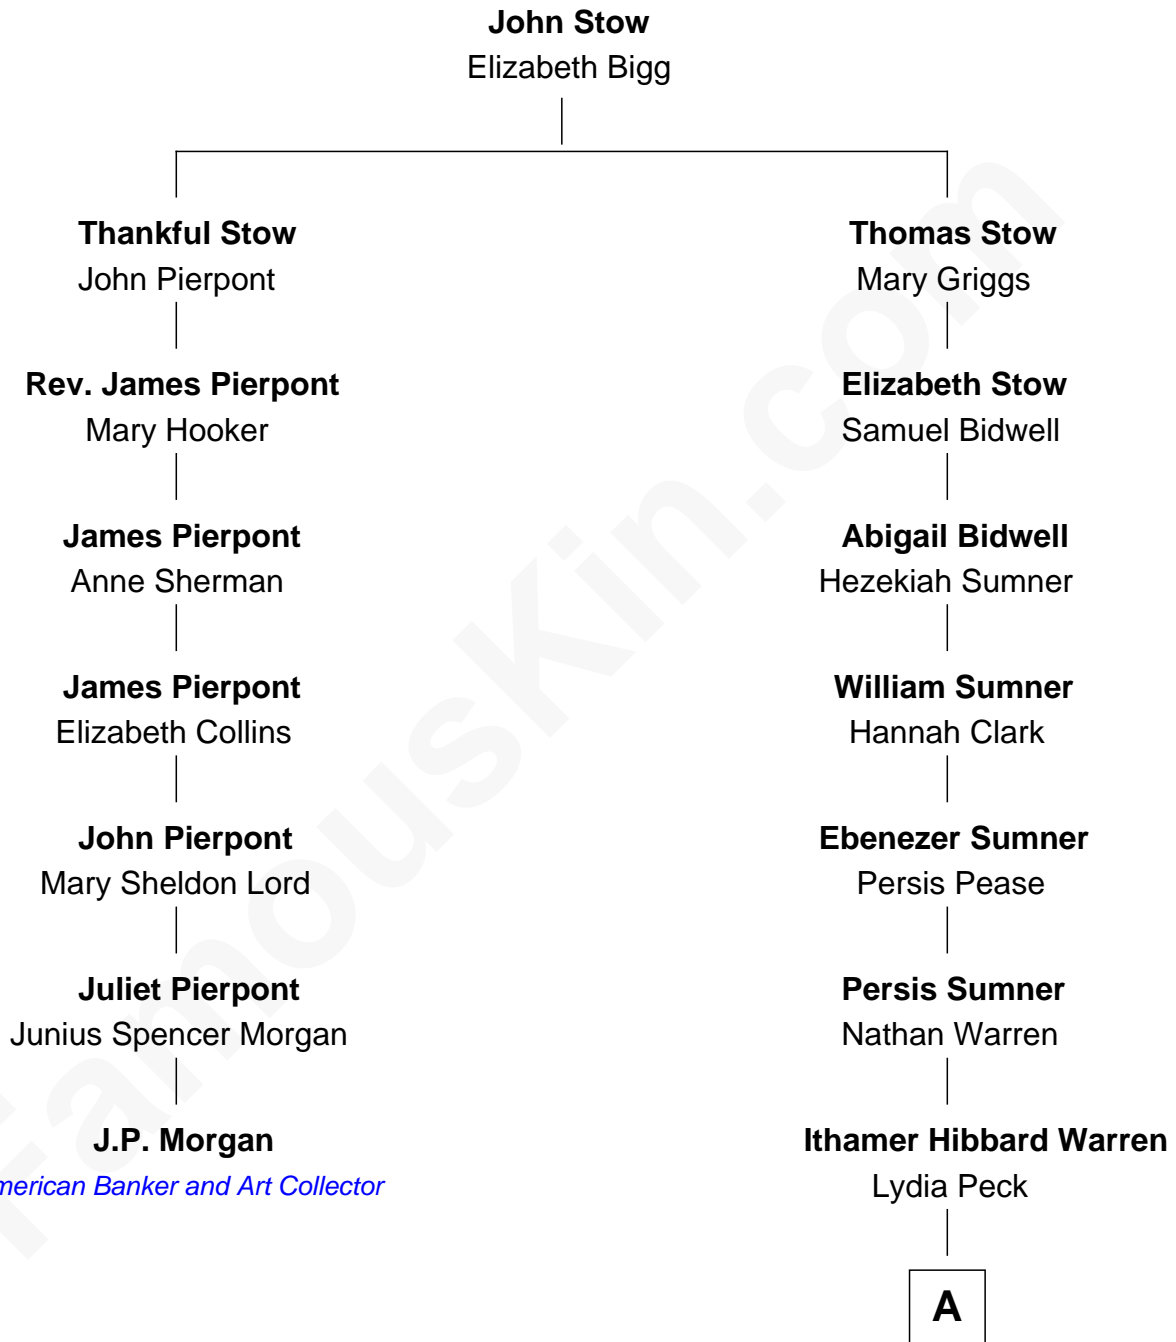 John Stow
Elizabeth Bigg
Thankful Stow
John Pierpont
Thomas Stow
Mary Griggs
Rev. James Pierpont
Mary Hooker
Elizabeth Stow
Samuel Bidwell
James Pierpont
Anne Sherman
Abigail Bidwell
Hezekiah Sumner
James Pierpont
Elizabeth Collins
William Sumner
Hannah Clark
John Pierpont
Mary Sheldon Lord
Ebenezer Sumner
Persis Pease
Juliet Pierpont
Junius Spencer Morgan
Persis Sumner
Nathan Warren
J.P. Morgan
merican Banker and Art Collector
Ithamer Hibbard Warren
Lydia Peck
A
FamousKin.com